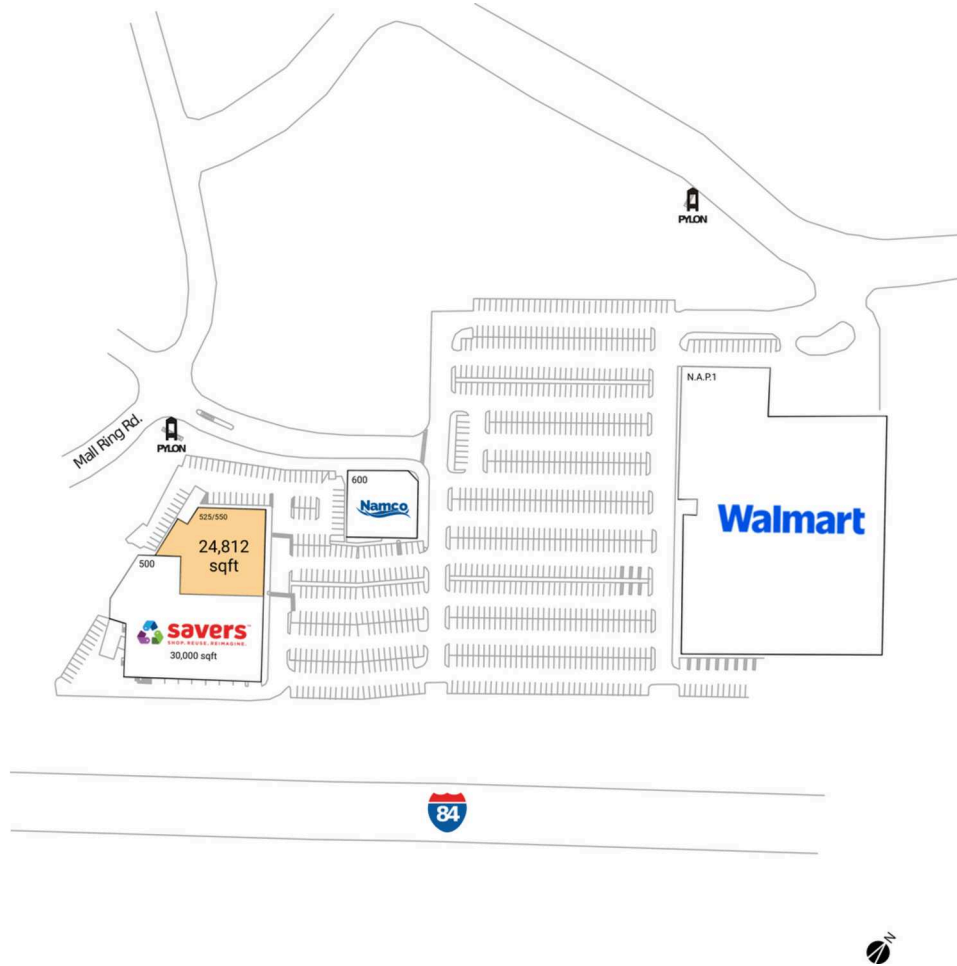 PYLON
N.A.P.1
Mall Ring Rd.
PYLON
600
Namco
525/550
24,812
sqft
500
Walmart
savers
SHOP. REUSE. REIMAGINE.
30,000 sqft
84
N